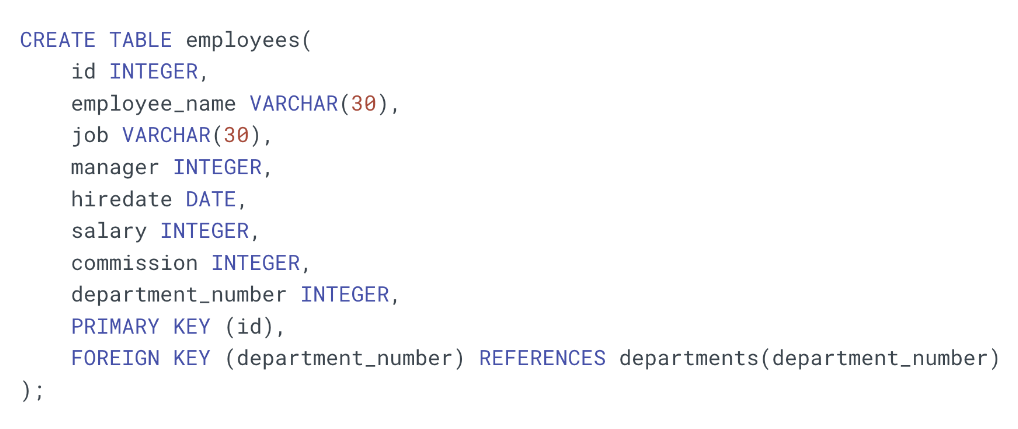 CREATE TABLE employees(
    id INTEGER,
    employee_name VARCHAR(30),
    job VARCHAR(30),
    manager INTEGER,
    hiredate DATE,
    salary INTEGER,
    commission INTEGER,
    department_number INTEGER,
    PRIMARY KEY (id),
    FOREIGN KEY (department_number) REFERENCES departments(department_number)
);